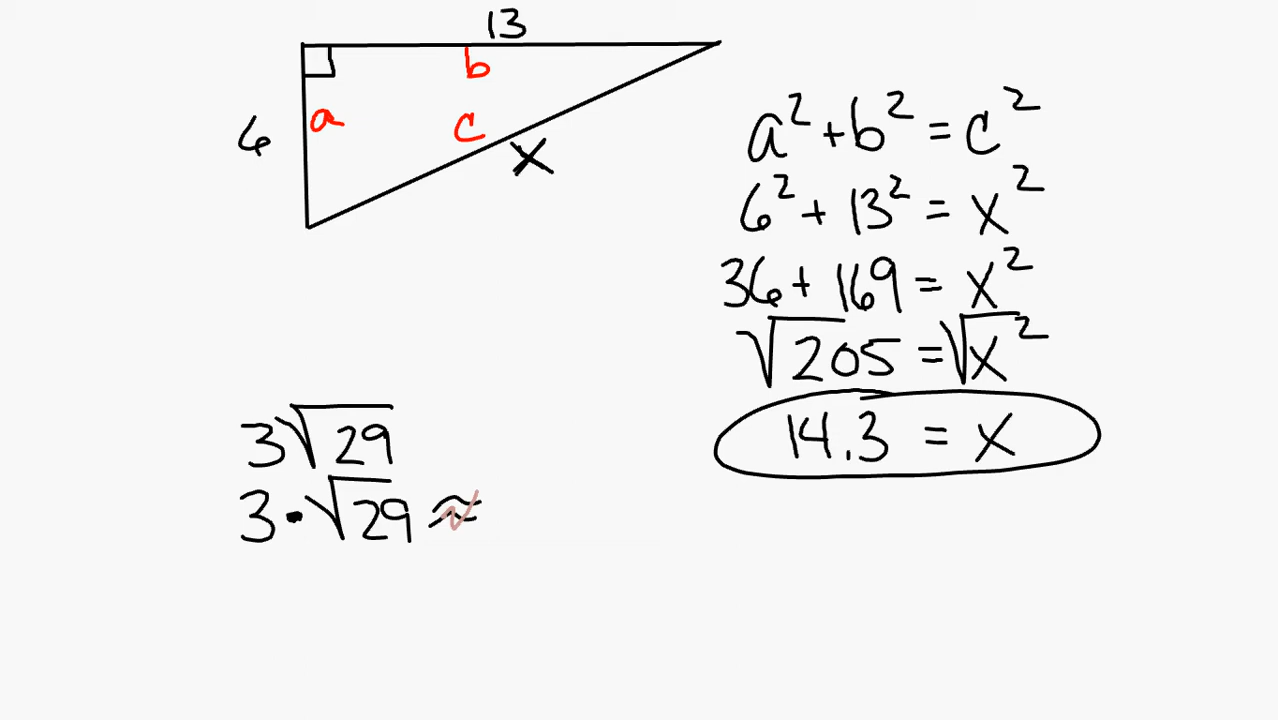 13
b
a
c
6
x
a² + b² = c²
6² + 13² = x²
36 + 169 = x²
√205 = √x²
14.3 = x
3√29
3 · √29 ≈